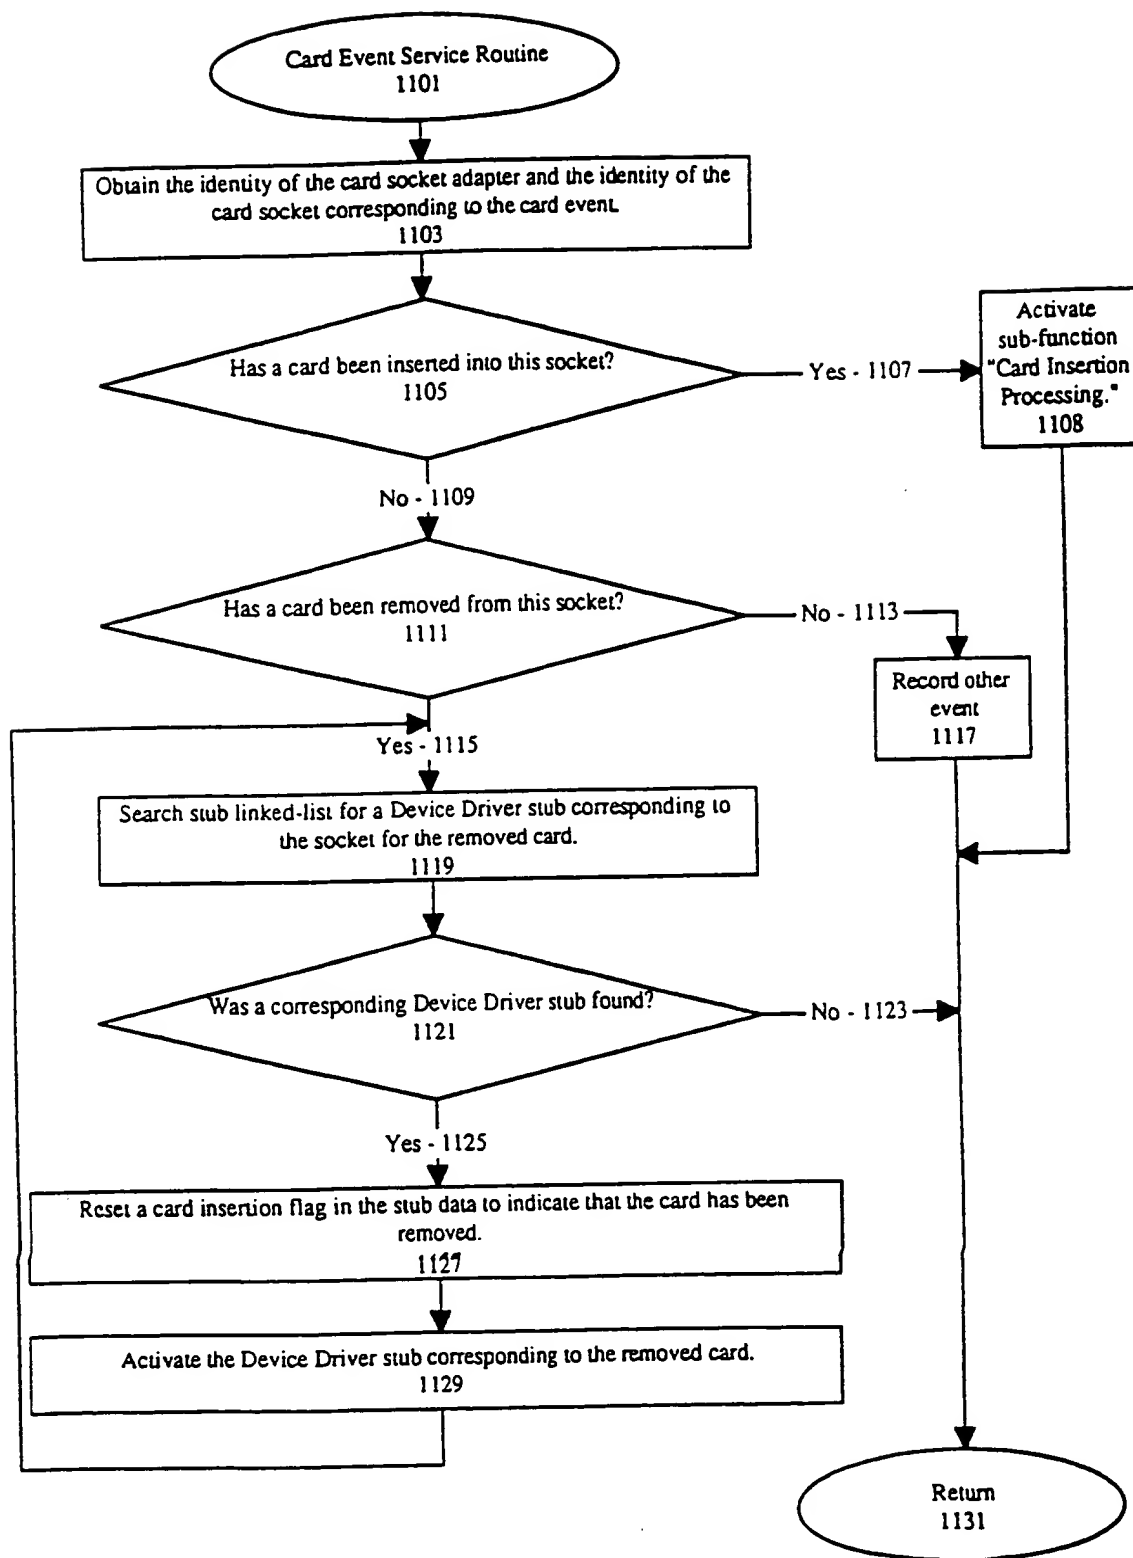 Card Event Service Routine
1101
Obtain the identity of the card socket adapter and the identity of the
card socket corresponding to the card event.
1103
Has a card been inserted into this socket?
1105
Yes - 1107
Activate
sub-function
"Card Insertion
Processing."
1108
No - 1109
Has a card been removed from this socket?
1111
No - 1113
Record other
event
1117
Yes - 1115
Search stub linked-list for a Device Driver stub corresponding to
the socket for the removed card.
1119
Was a corresponding Device Driver stub found?
1121
No - 1123
Yes - 1125
Reset a card insertion flag in the stub data to indicate that the card has been
removed.
1127
Activate the Device Driver stub corresponding to the removed card.
1129
Return
1131